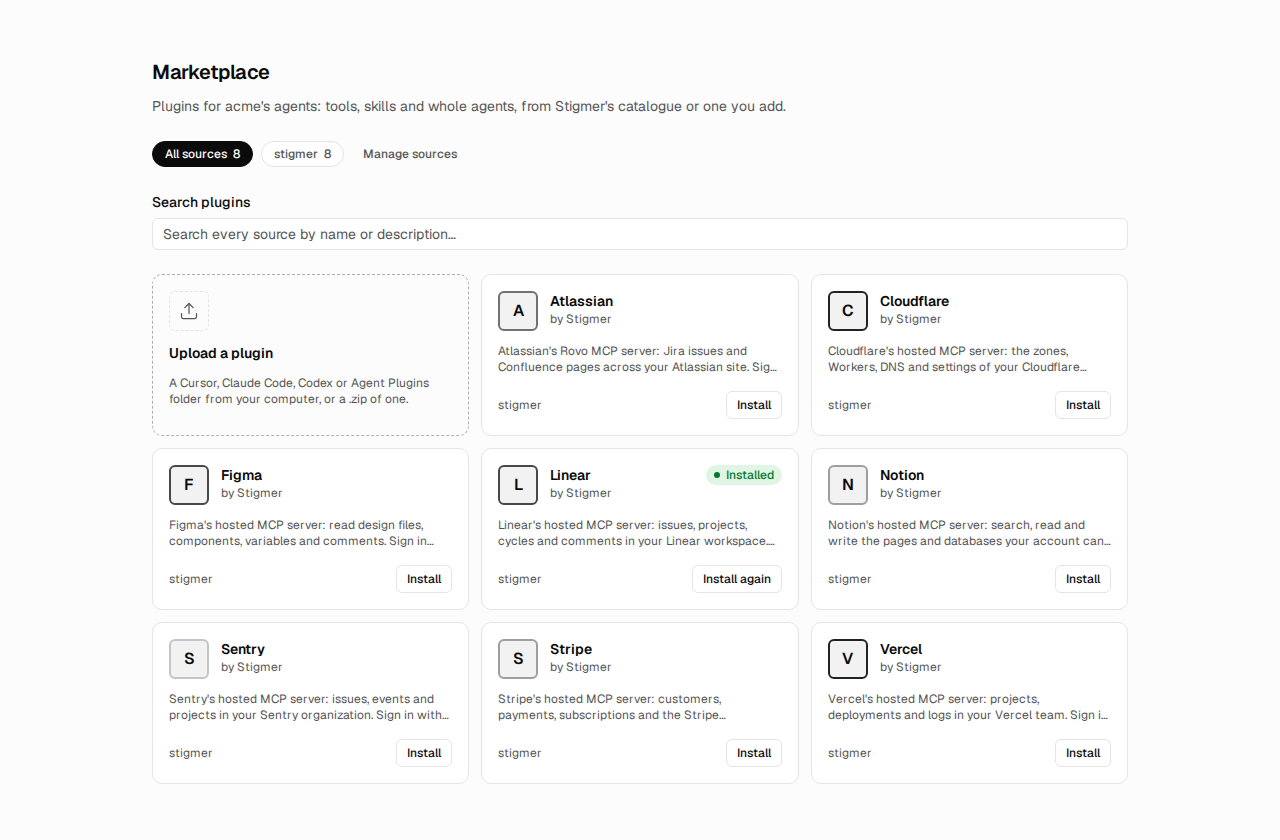 Marketplace
Plugins for acme's agents: tools, skills and whole agents, from Stigmer's catalogue or one you add.
All sources 8
stigmer 8
Manage sources
Search plugins
Search every source by name or description…
Upload a plugin
A Cursor, Claude Code, Codex or Agent Plugins
folder from your computer, or a .zip of one.
A
Atlassian
by Stigmer
Atlassian's Rovo MCP server: Jira issues and
Confluence pages across your Atlassian site. Sig…
stigmer
Install
C
Cloudflare
by Stigmer
Cloudflare's hosted MCP server: the zones,
Workers, DNS and settings of your Cloudflare…
stigmer
Install
F
Figma
by Stigmer
Figma's hosted MCP server: read design files,
components, variables and comments. Sign in…
stigmer
Install
L
Linear
by Stigmer
Installed
Linear's hosted MCP server: issues, projects,
cycles and comments in your Linear workspace.…
stigmer
Install again
N
Notion
by Stigmer
Notion's hosted MCP server: search, read and
write the pages and databases your account can…
stigmer
Install
S
Sentry
by Stigmer
Sentry's hosted MCP server: issues, events and
projects in your Sentry organization. Sign in with…
stigmer
Install
S
Stripe
by Stigmer
Stripe's hosted MCP server: customers,
payments, subscriptions and the Stripe…
stigmer
Install
V
Vercel
by Stigmer
Vercel's hosted MCP server: projects,
deployments and logs in your Vercel team. Sign i…
stigmer
Install